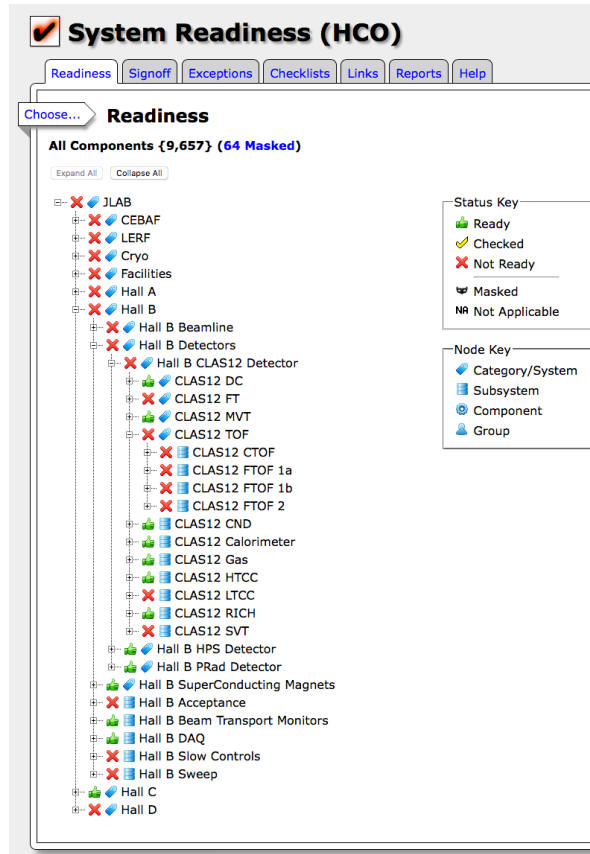 System Readiness (HCO)
Readiness Signoff Exceptions Checklists Links Reports Help
Choose...
Readiness
All Components {9,657} (64 Masked)
Expand All Collapse All
JLAB
CEBAF
LERF
Cryo
Facilities
Hall A
Hall B
Hall B Beamline
Hall B Detectors
Hall B CLAS12 Detector
CLAS12 DC
CLAS12 FT
CLAS12 MVT
CLAS12 TOF
CLAS12 CTOF
CLAS12 FTOF 1a
CLAS12 FTOF 1b
CLAS12 FTOF 2
CLAS12 CND
CLAS12 Calorimeter
CLAS12 Gas
CLAS12 HTCC
CLAS12 LTCC
CLAS12 RICH
CLAS12 SVT
Hall B HPS Detector
Hall B PRad Detector
Hall B SuperConducting Magnets
Hall B Acceptance
Hall B Beam Transport Monitors
Hall B DAQ
Hall B Slow Controls
Hall B Sweep
Hall C
Hall D
Status Key
Ready
Checked
Not Ready
Masked
NA Not Applicable
Node Key
Category/System
Subsystem
Component
Group